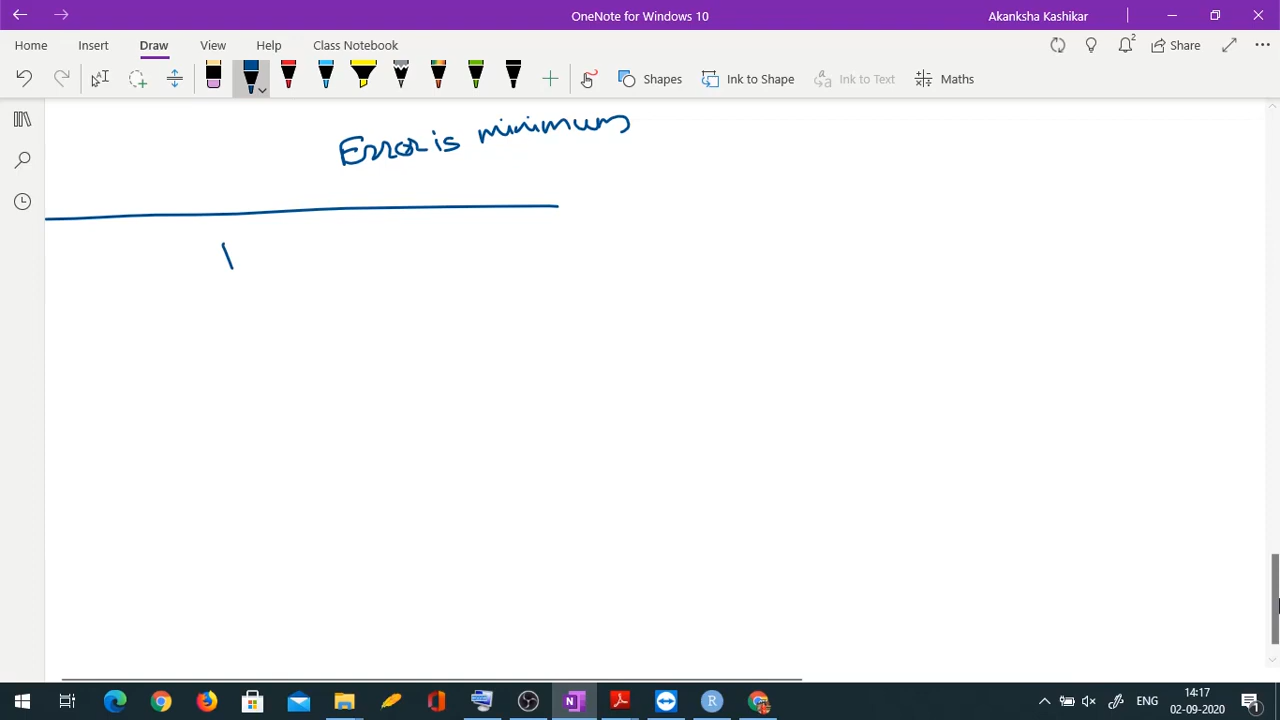 OneNote for Windows 10
Akanksha Kashikar
Home Insert Draw View Help Class Notebook
Share
Shapes Ink to Shape Ink to Text Maths
Error is minimum
ENG
14:17
02-09-2020